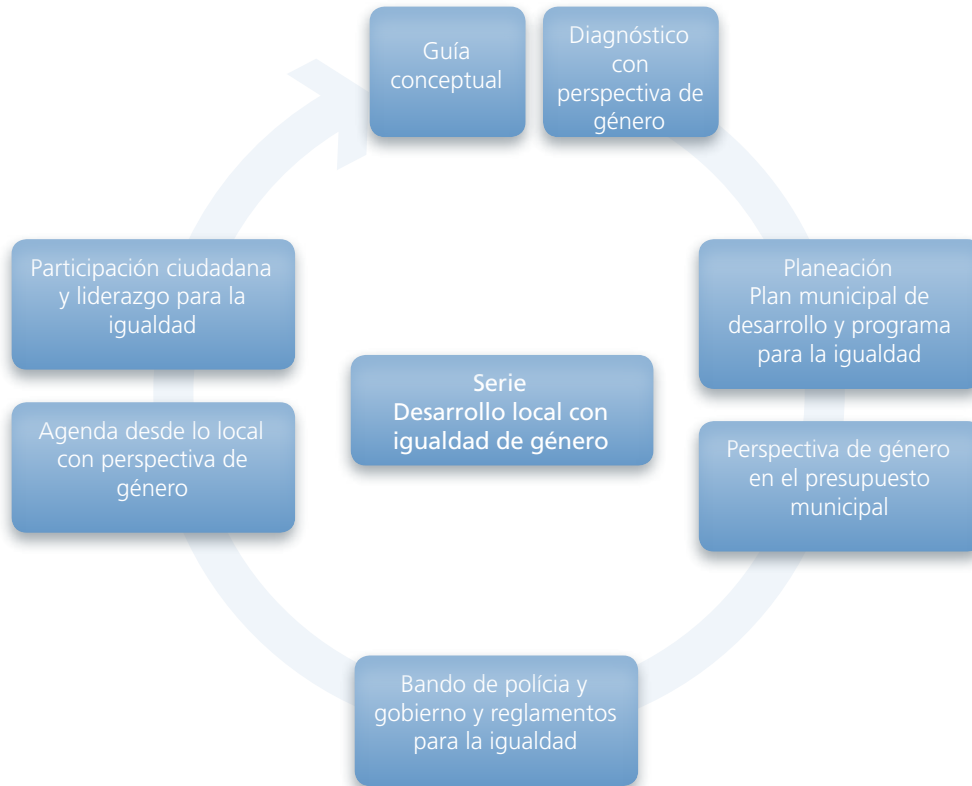 Guía
conceptual
Diagnóstico
con
perspectiva de
género
Participación ciudadana
y liderazgo para la
igualdad
Planeación
Plan municipal de
desarrollo y programa
para la igualdad
Serie
Desarrollo local con
igualdad de género
Agenda desde lo local
con perspectiva de
género
Perspectiva de género
en el presupuesto
municipal
Bando de polícia y
gobierno y reglamentos
para la igualdad